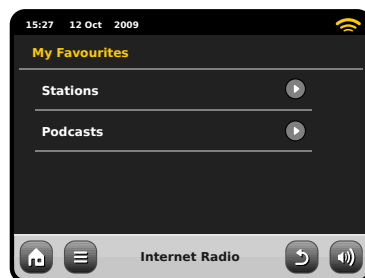 15:27 12 Oct 2009
My Favourites
Stations
Podcasts
Internet Radio